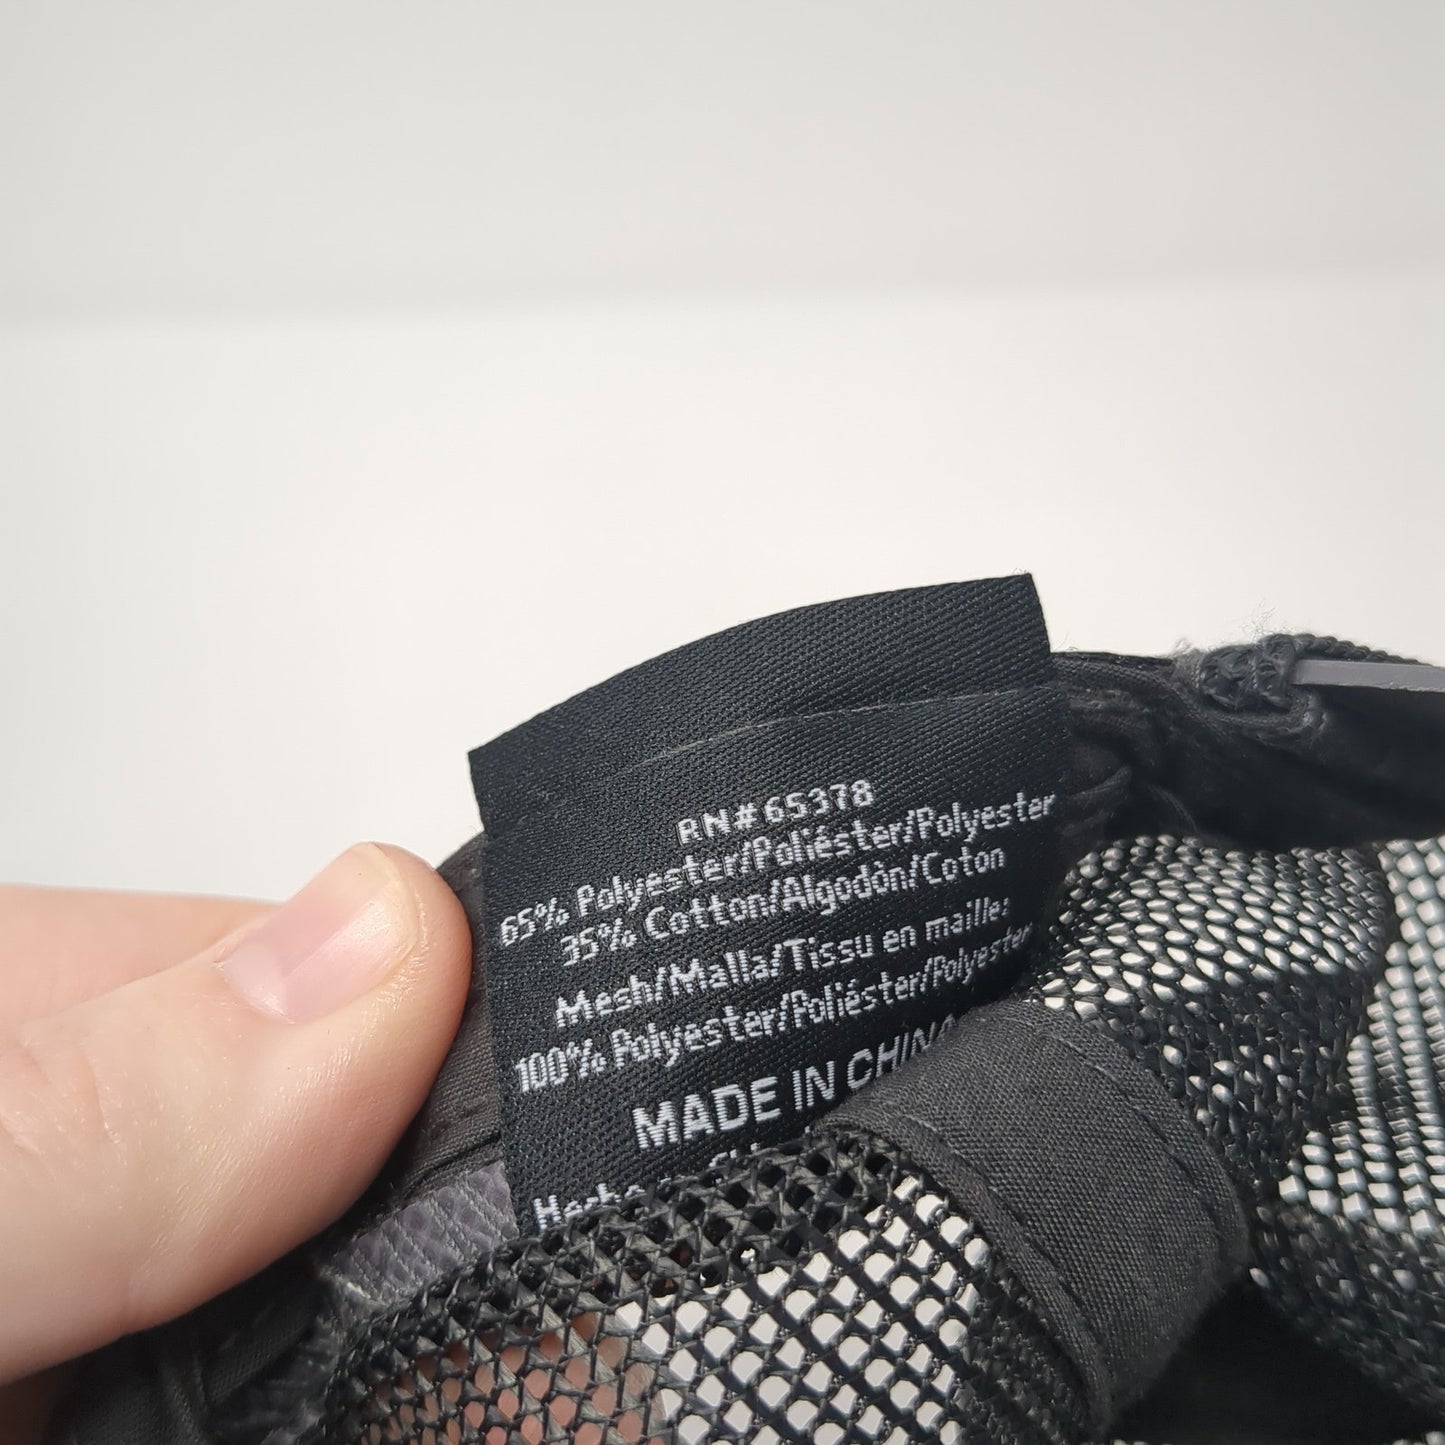 RN#65378
65% Polyester/Poliéster/Polyester
35% Cotton/Algodòn/Coton
Mesh/Malla/Tissu en maille:
100% Polyester/Poliéster/Polyester
MADE IN CHINA